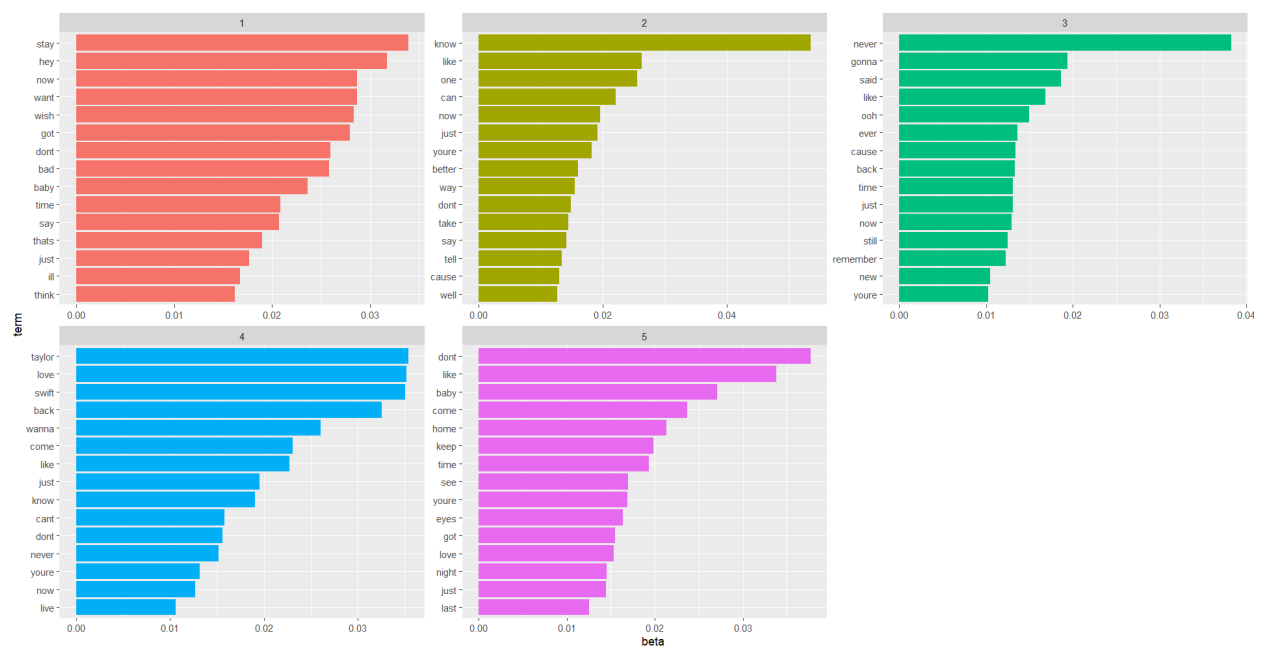 1
stay
hey
now
want
wish
got
dont
bad
baby
time
say
thats
just
ill
think
0.00 0.01 0.02 0.03
2
know
like
one
can
now
just
youre
better
way
dont
take
say
tell
cause
well
0.00 0.02 0.04
3
never
gonna
said
like
ooh
ever
cause
back
time
just
now
still
remember
new
youre
0.00 0.01 0.02 0.03 0.04
term
4
taylor
love
swift
back
wanna
come
like
just
know
cant
dont
never
youre
now
live
0.00 0.01 0.02 0.03
5
dont
like
baby
come
home
keep
time
see
youre
eyes
got
love
night
just
last
0.00 0.01 0.02 0.03
beta